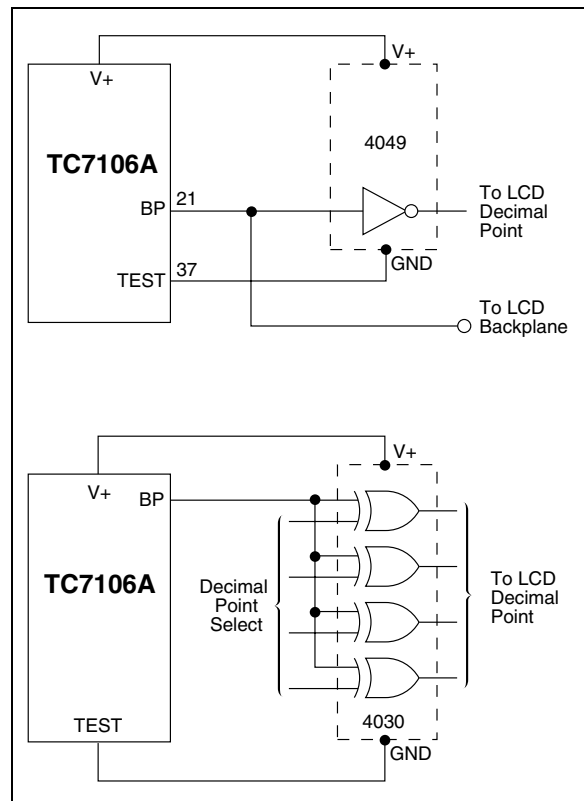 V+
V+
TC7106A
4049
BP
21
To LCD
Decimal
Point
TEST
37
GND
To LCD
Backplane
V+
V+
BP
TC7106A
Decimal
Point
Select
To LCD
Decimal
Point
TEST
4030
GND